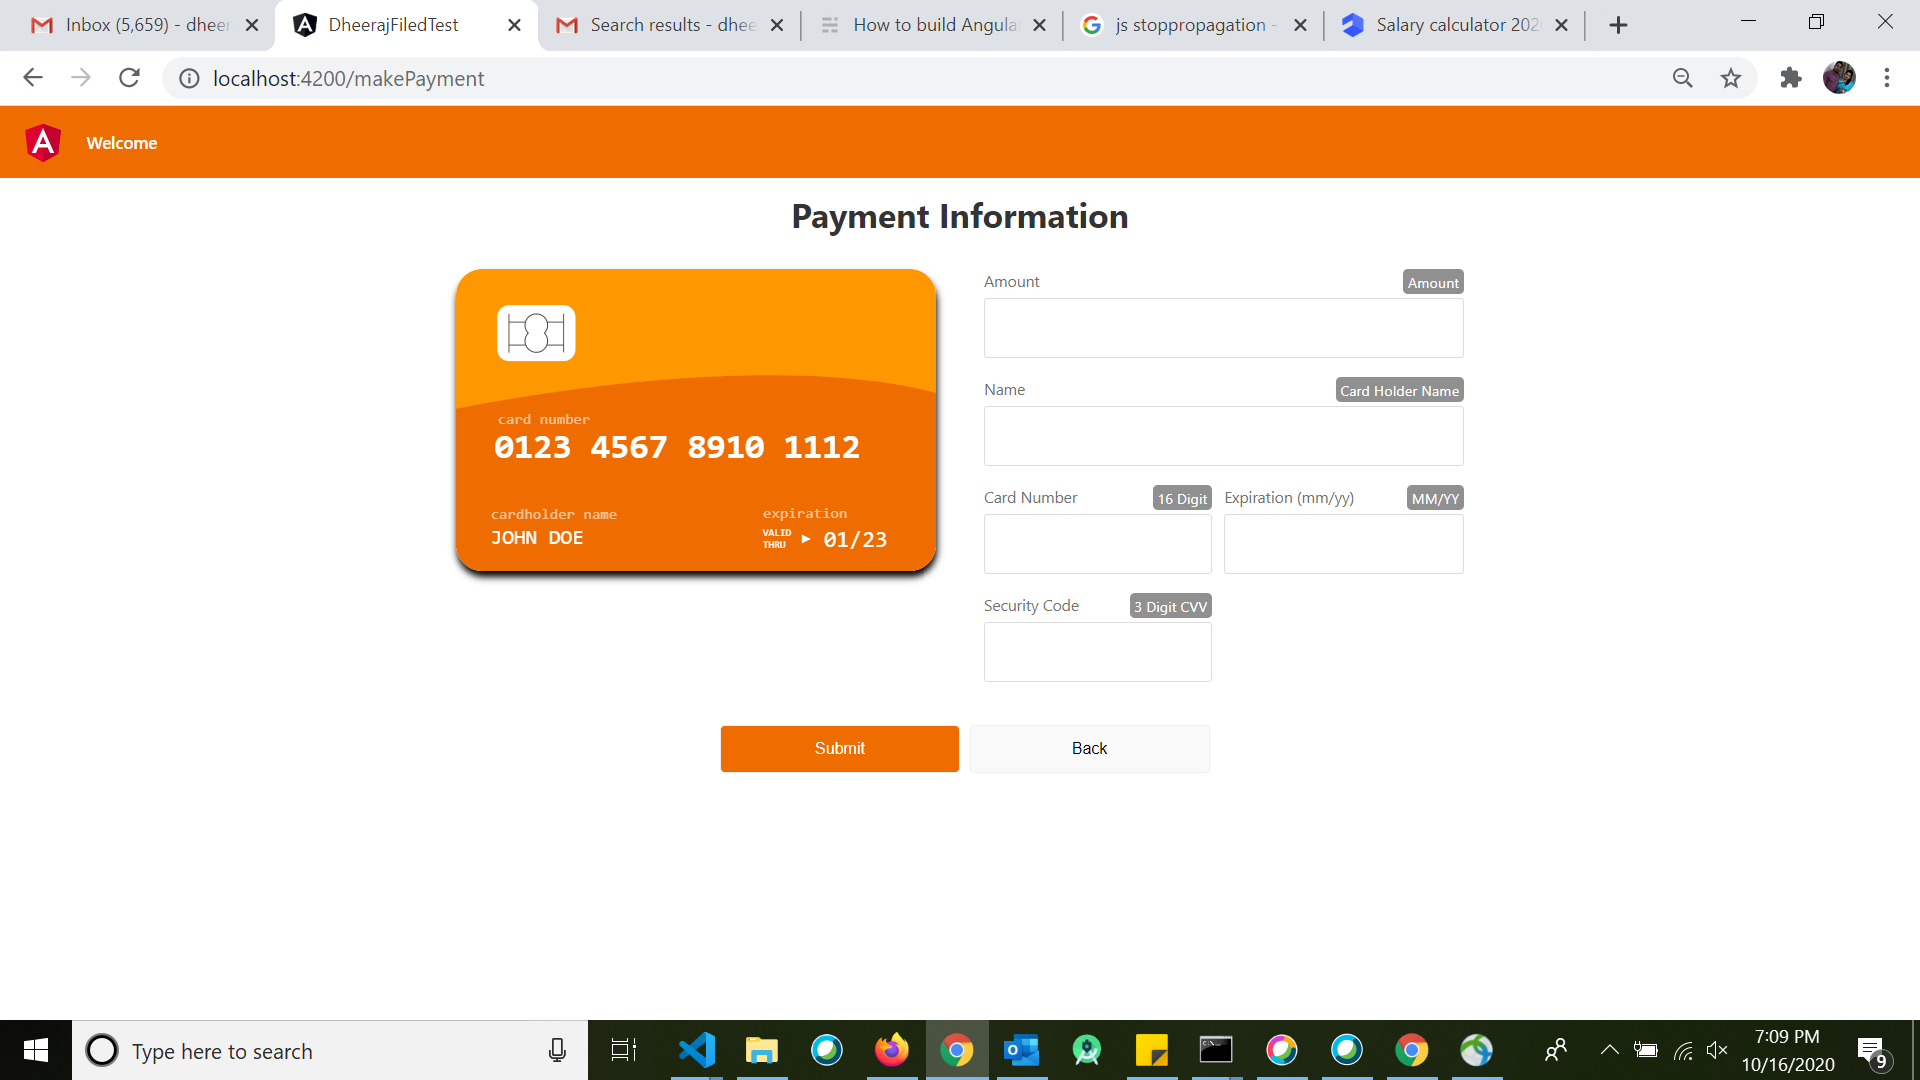 Inbox (5,659) - dheer
DheerajFiledTest
Search results - dhee
How to build Angula
js stoppropagation -
Salary calculator 202
localhost:4200/makePayment
Welcome
Payment Information
card number
0123 4567 8910 1112
cardholder name
JOHN DOE
expiration
VALID
THRU
01/23
Amount Amount
Name Card Holder Name
Card Number 16 Digit Expiration (mm/yy) MM/YY
Security Code 3 Digit CVV
Submit Back
Type here to search
7:09 PM
10/16/2020
9